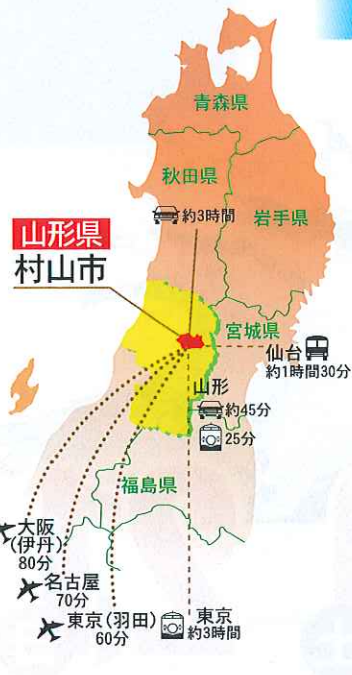 青森県
秋田県
約3時間
岩手県
山形県
村山市
宮城県
仙台
約1時間30分
山形
約45分
25分
福島県
大阪
(伊丹)
80分
名古屋
70分
東京(羽田)
60分
東京
約3時間